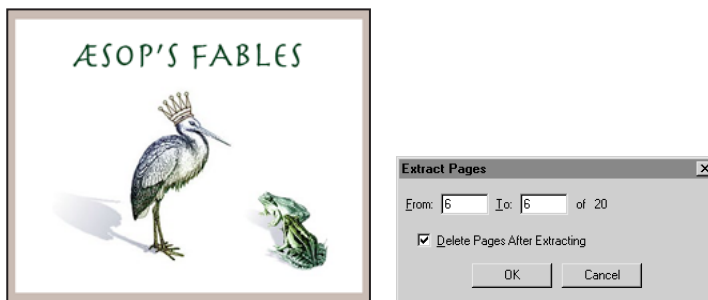 ÆSOP'S FABLES
Extract Pages
From: 6 To: 6 of 20
Delete Pages After Extracting
OK Cancel